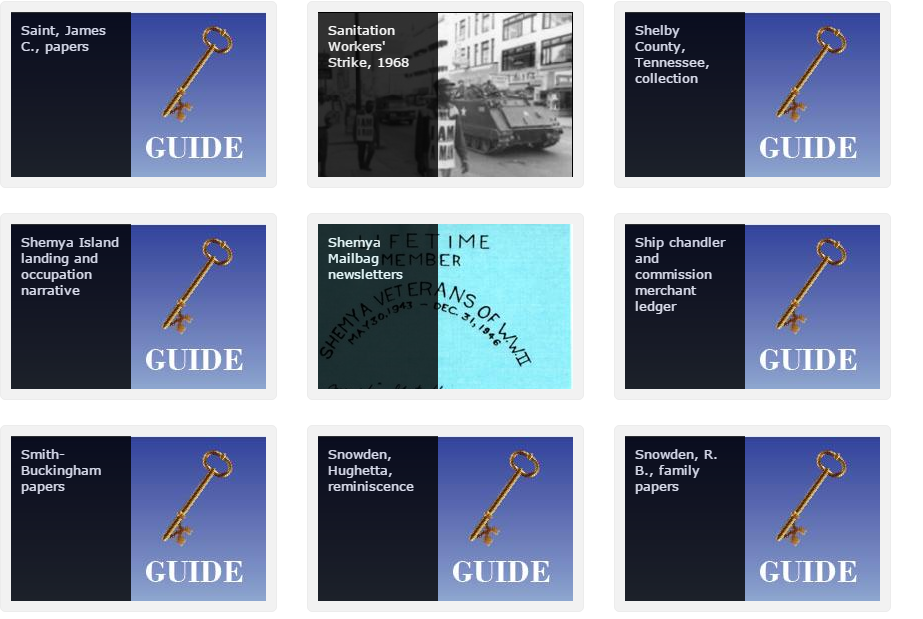 Saint, James
C., papers
GUIDE
Sanitation
Workers'
Strike, 1968
AM
Shelby
County,
Tennessee,
collection
GUIDE
Shemya Island
landing and
occupation
narrative
GUIDE
Shemya
Mailbag
newsletters
LIFETIME
MEMBER
SHEMYA VETERANS OF W.W.II
MAY 30, 1943 — DEC. 31, 1946
Ship chandler
and
commission
merchant
ledger
GUIDE
Smith-
Buckingham
papers
GUIDE
Snowden,
Hughetta,
reminiscence
GUIDE
Snowden, R.
B., family
papers
GUIDE